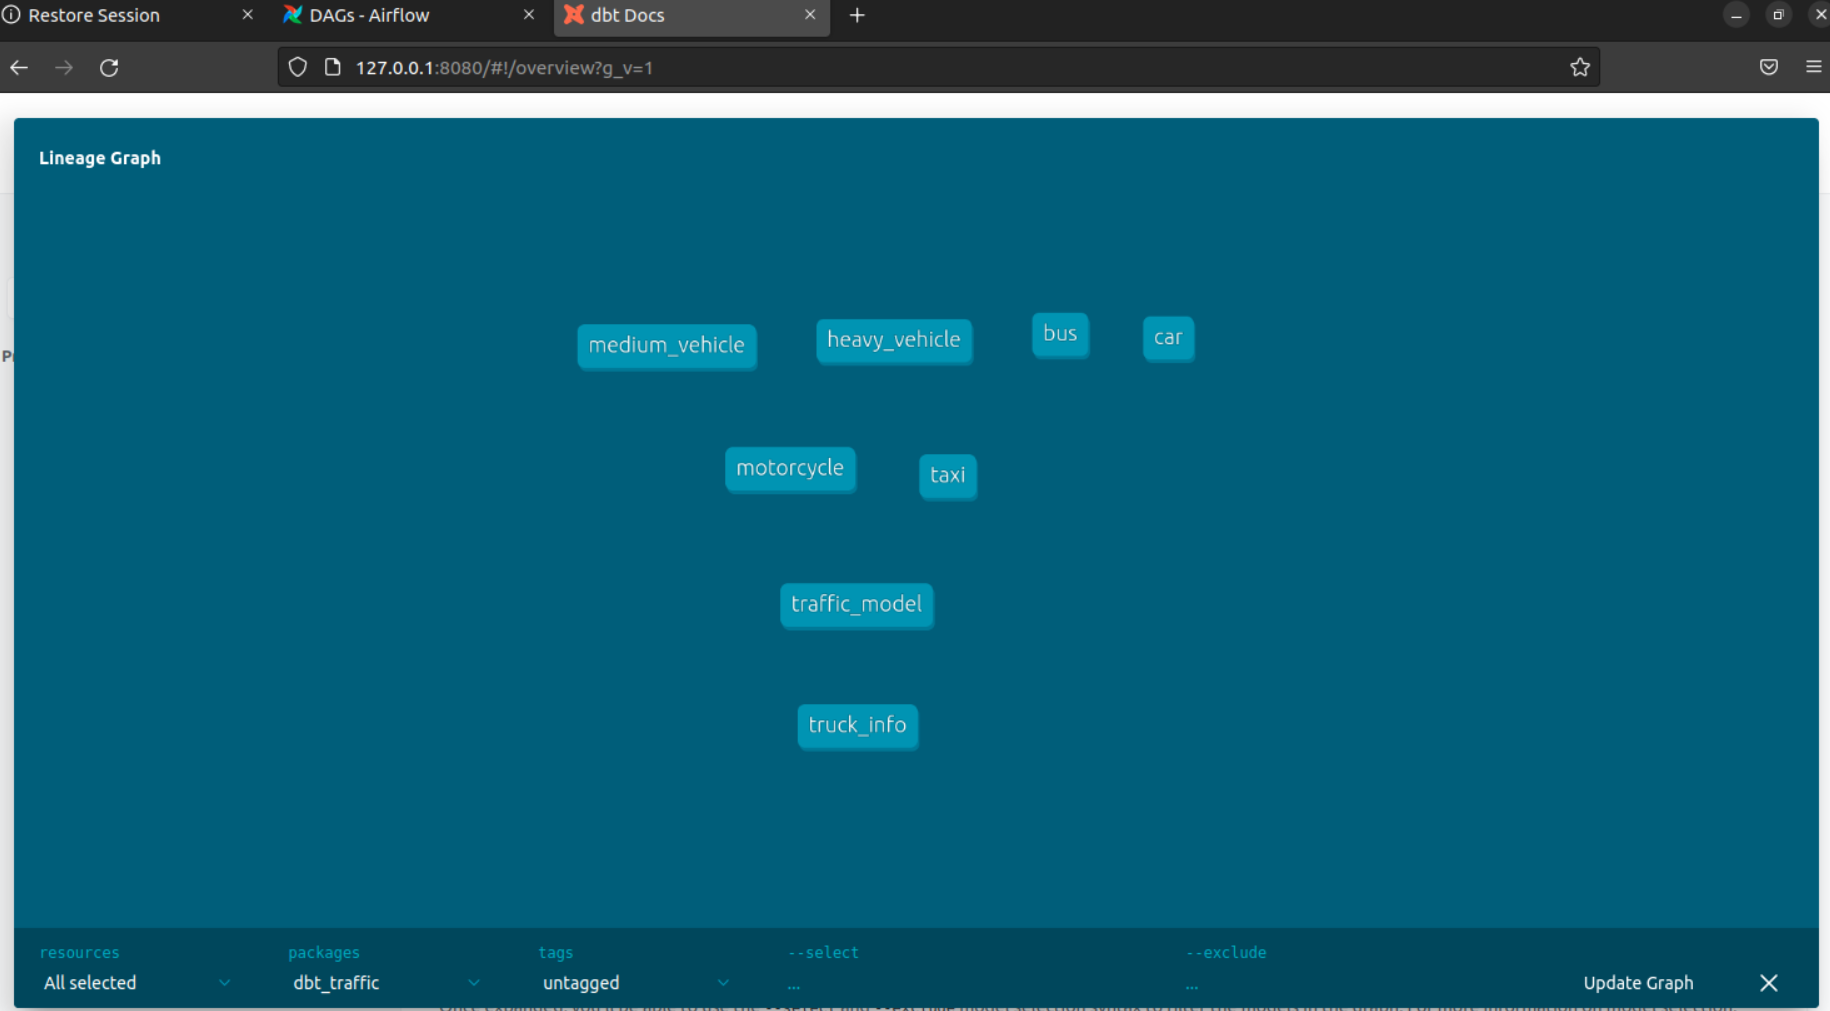 Restore Session
DAGs - Airflow
dbt Docs
127.0.0.1:8080/#!/overview?g_v=1
Lineage Graph
medium_vehicle
heavy_vehicle
bus
car
motorcycle
taxi
traffic_model
truck_info
resources
packages
tags
--select
--exclude
All selected
dbt_traffic
untagged
...
...
Update Graph